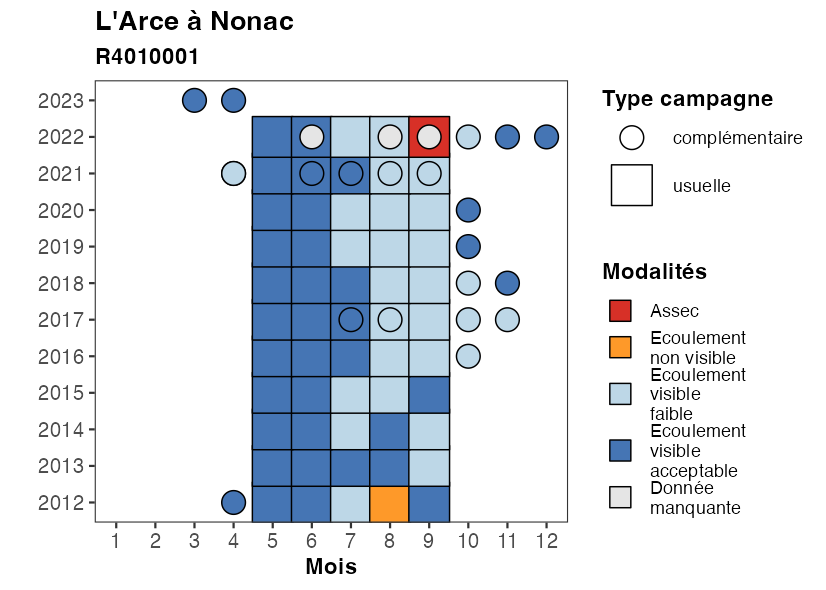 L'Arce à Nonac
R4010001
2023
2022
2021
2020
2019
2018
2017
2016
2015
2014
2013
2012
1 2 3 4 5 6 7 8 9 10 11 12
Mois
Type campagne
complémentaire
usuelle
Modalités
Assec
Ecoulement
non visible
Ecoulement
visible
faible
Ecoulement
visible
acceptable
Donnée
manquante